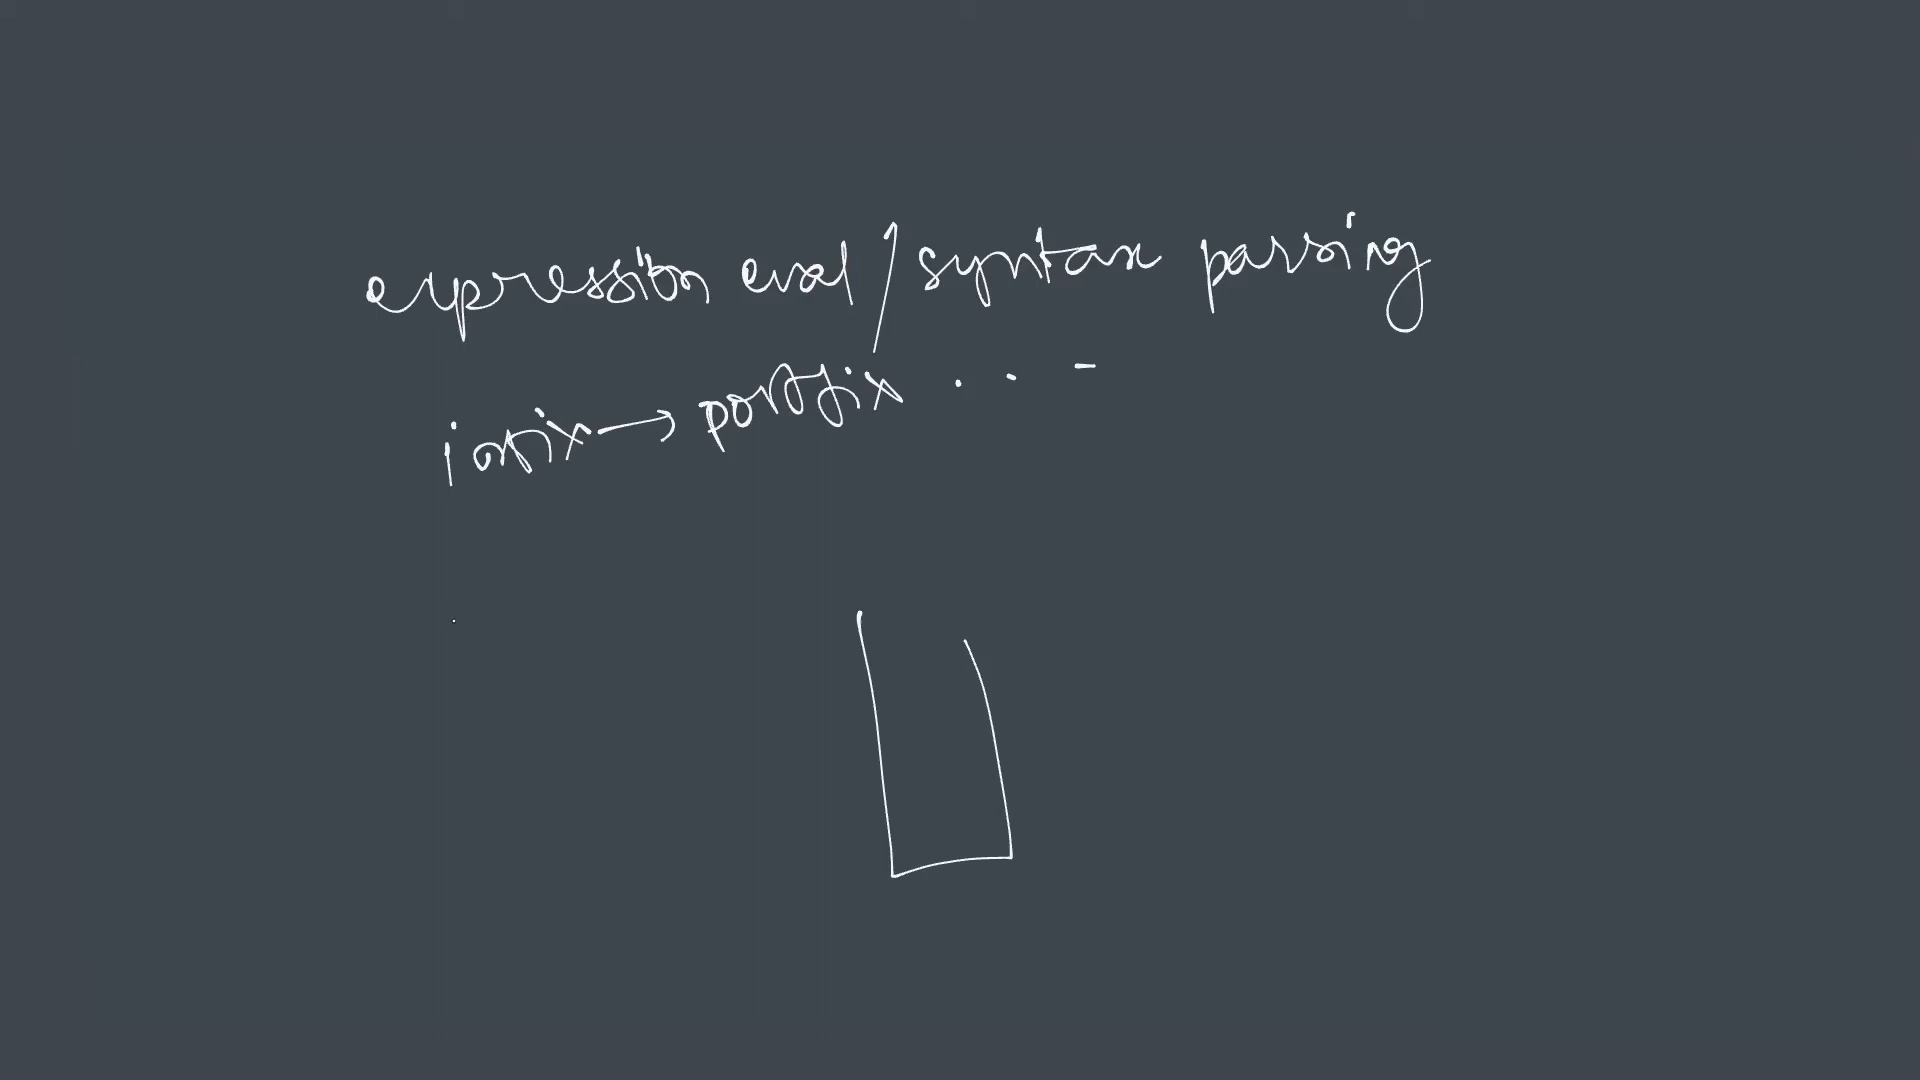 expression eval/syntax parsing
infix → postfix . . -